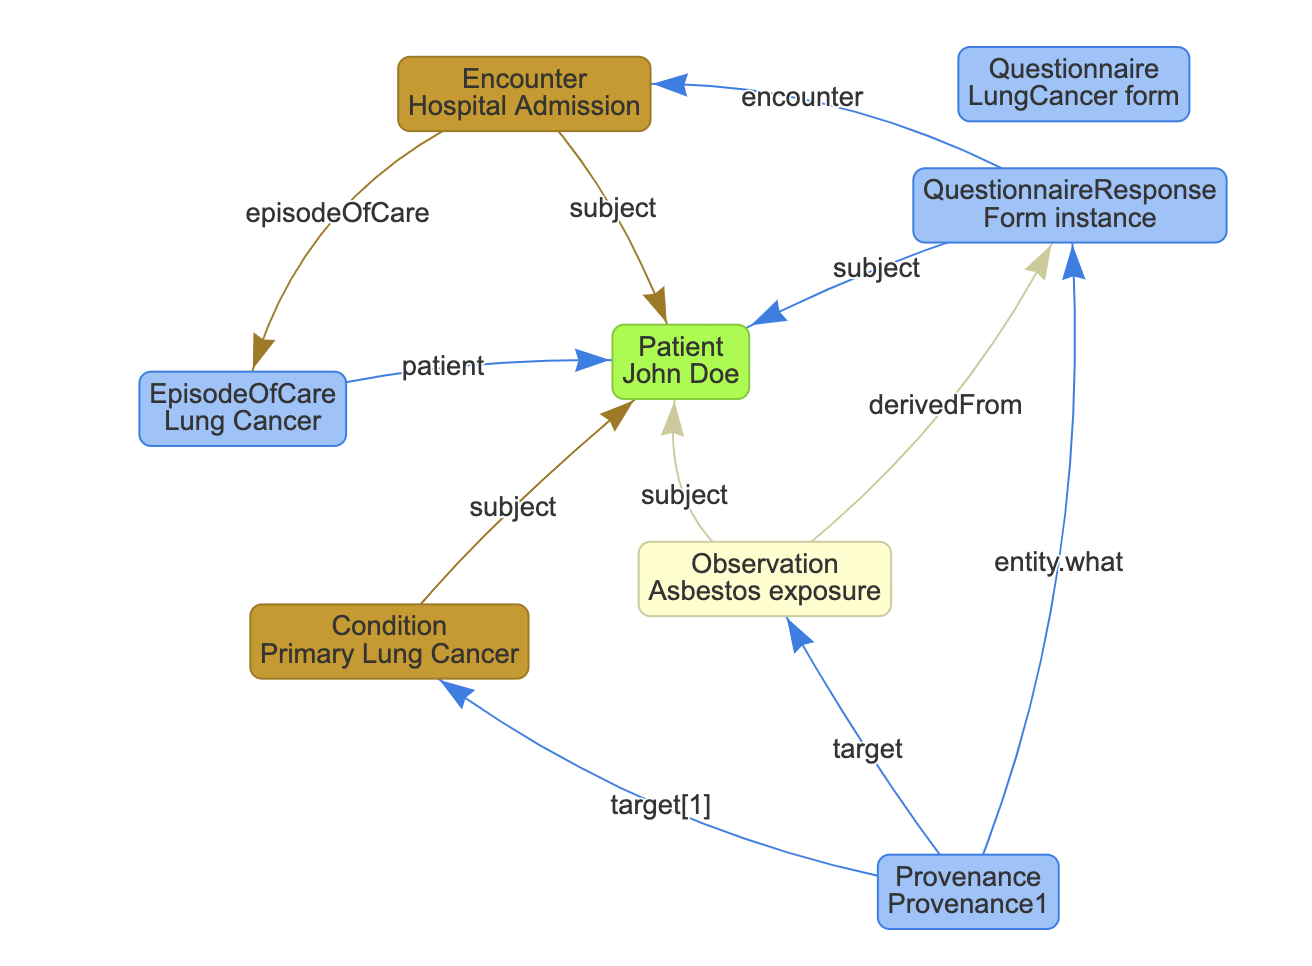 Encounter
Hospital Admission
Questionnaire
LungCancer form
encounter
QuestionnaireResponse
Form instance
episodeOfCare
subject
subject
Patient
John Doe
patient
EpisodeOfCare
Lung Cancer
derivedFrom
subject
subject
Observation
Asbestos exposure
entity.what
Condition
Primary Lung Cancer
target
target[1]
Provenance
Provenance1